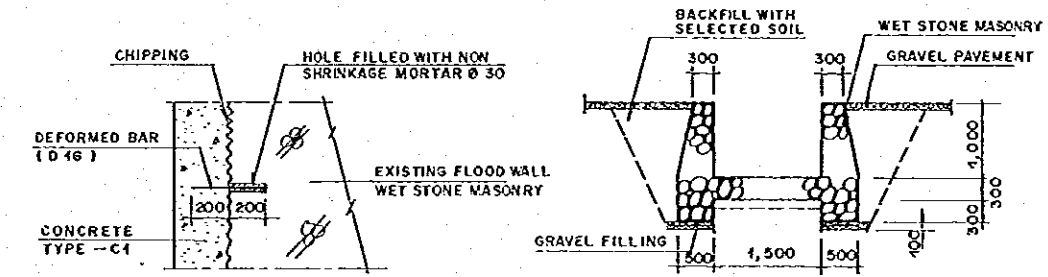 CHIPPING
HOLE FILLED WITH NON
SHRINKAGE MORTAR Ø 30
DEFORMED BAR
( D 16 )
200 200
EXISTING FLOOD WALL
WET STONE MASONRY
CONCRETE
TYPE - C1
BACKFILL WITH
SELECTED SOIL
WET STONE MASONRY
GRAVEL PAVEMENT
300
300
1,000
300
300
100
GRAVEL FILLING
500
1,500
500